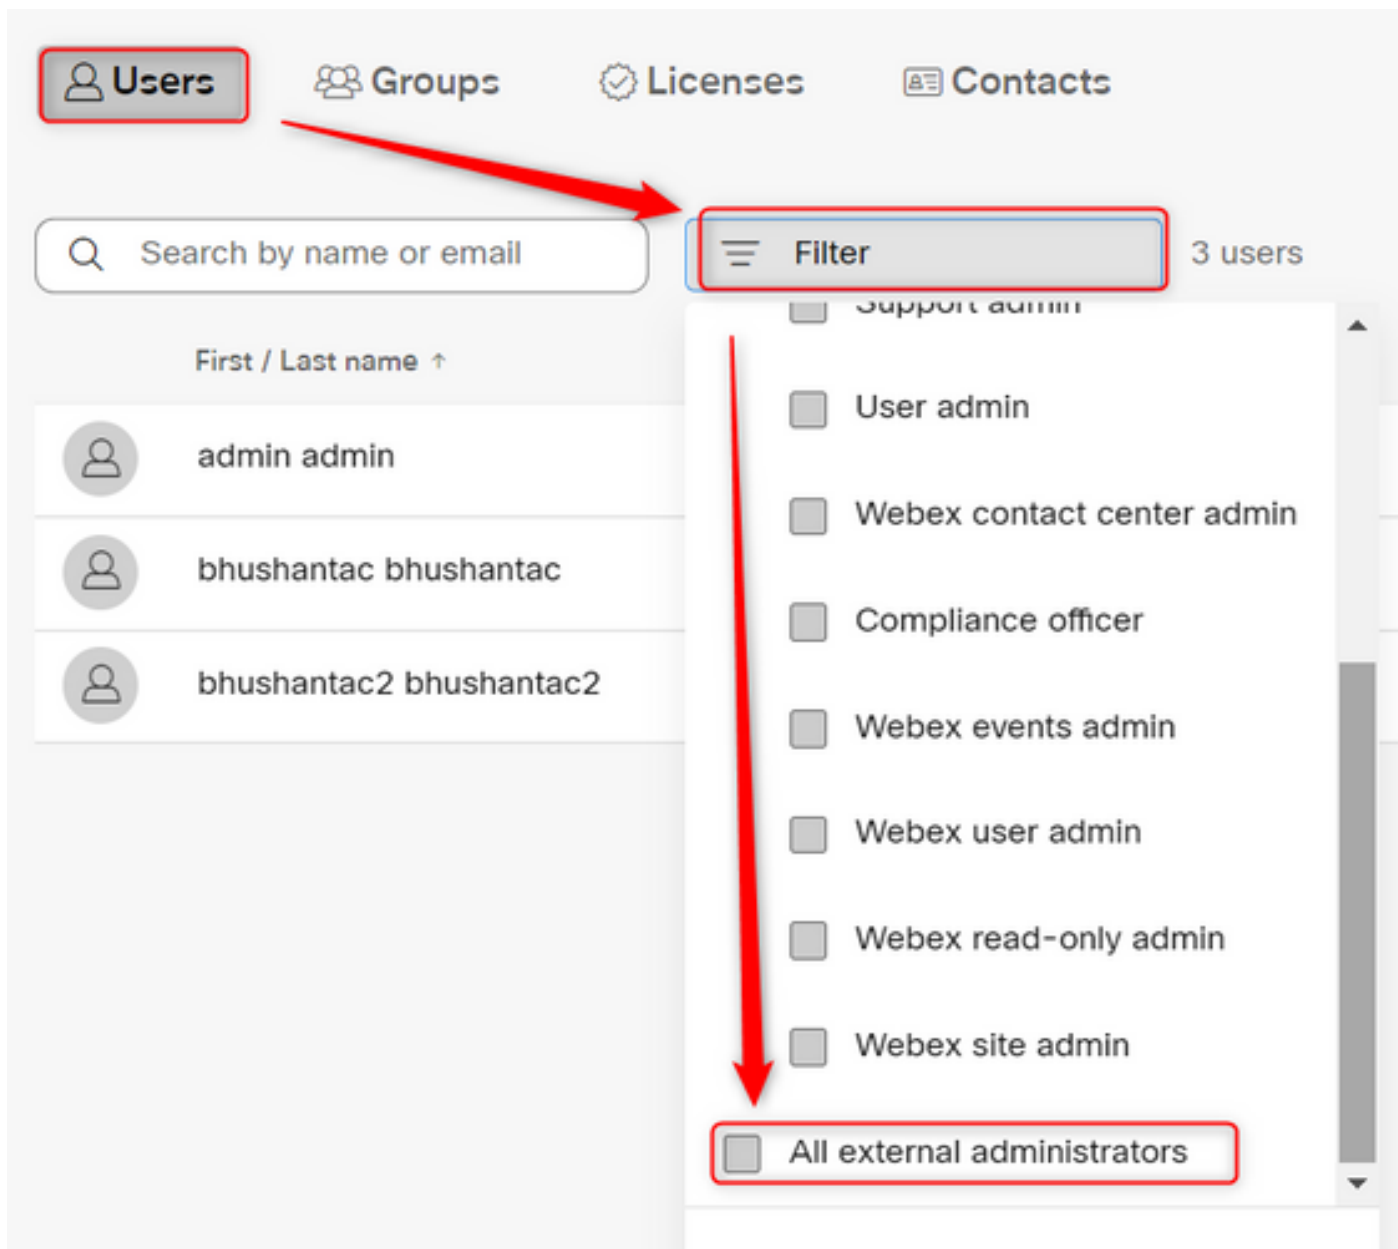 Users Groups Licenses Contacts
Search by name or email Filter 3 users
Support admin
First / Last name ↑
User admin
admin admin
Webex contact center admin
bhushantac bhushantac
Compliance officer
bhushantac2 bhushantac2
Webex events admin
Webex user admin
Webex read-only admin
Webex site admin
All external administrators